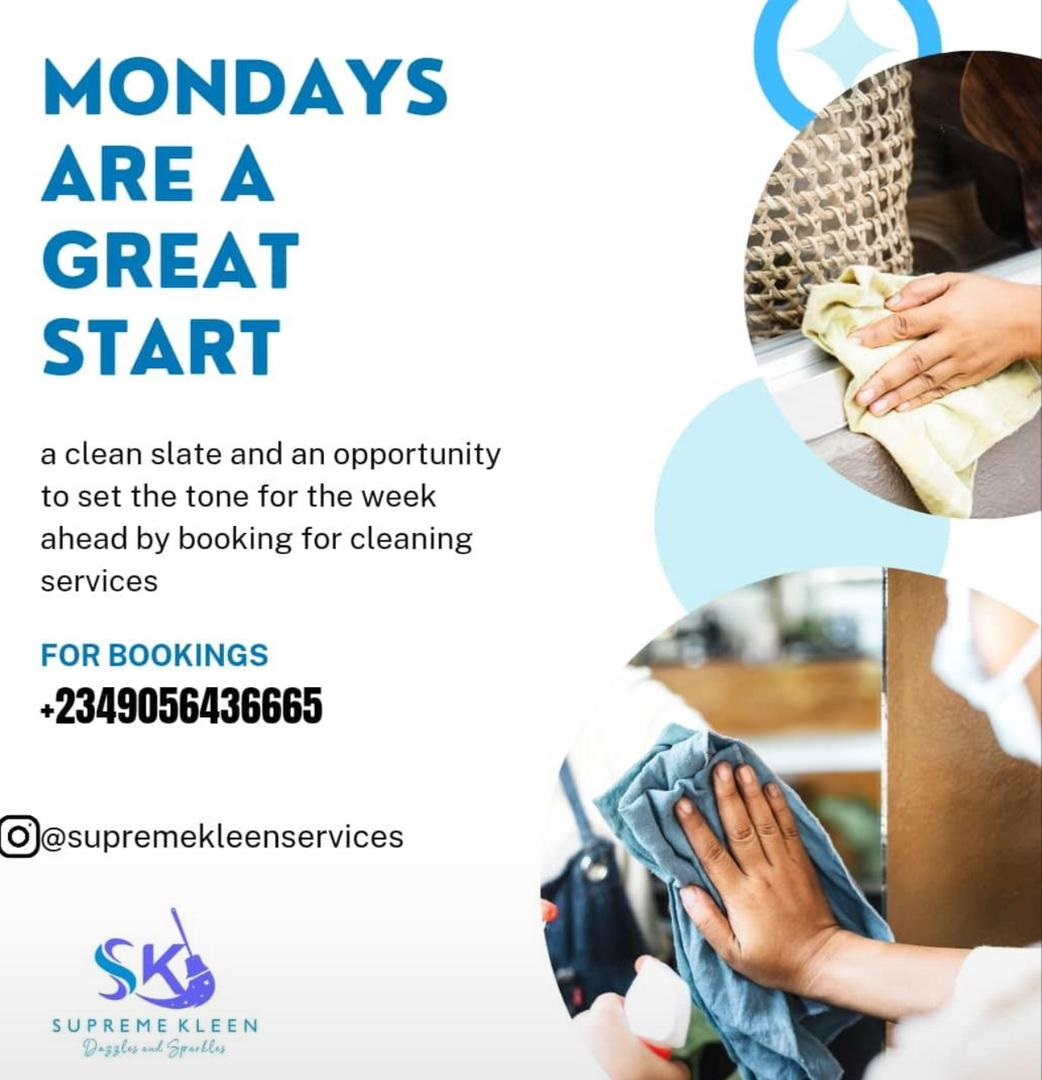 MONDAYS
ARE A
GREAT
START
a clean slate and an opportunity
to set the tone for the week
ahead by booking for cleaning
services
FOR BOOKINGS
+2349056436665
@supremekleenservices
SK
SUPREME KLEEN
Dazzles and Sparkles